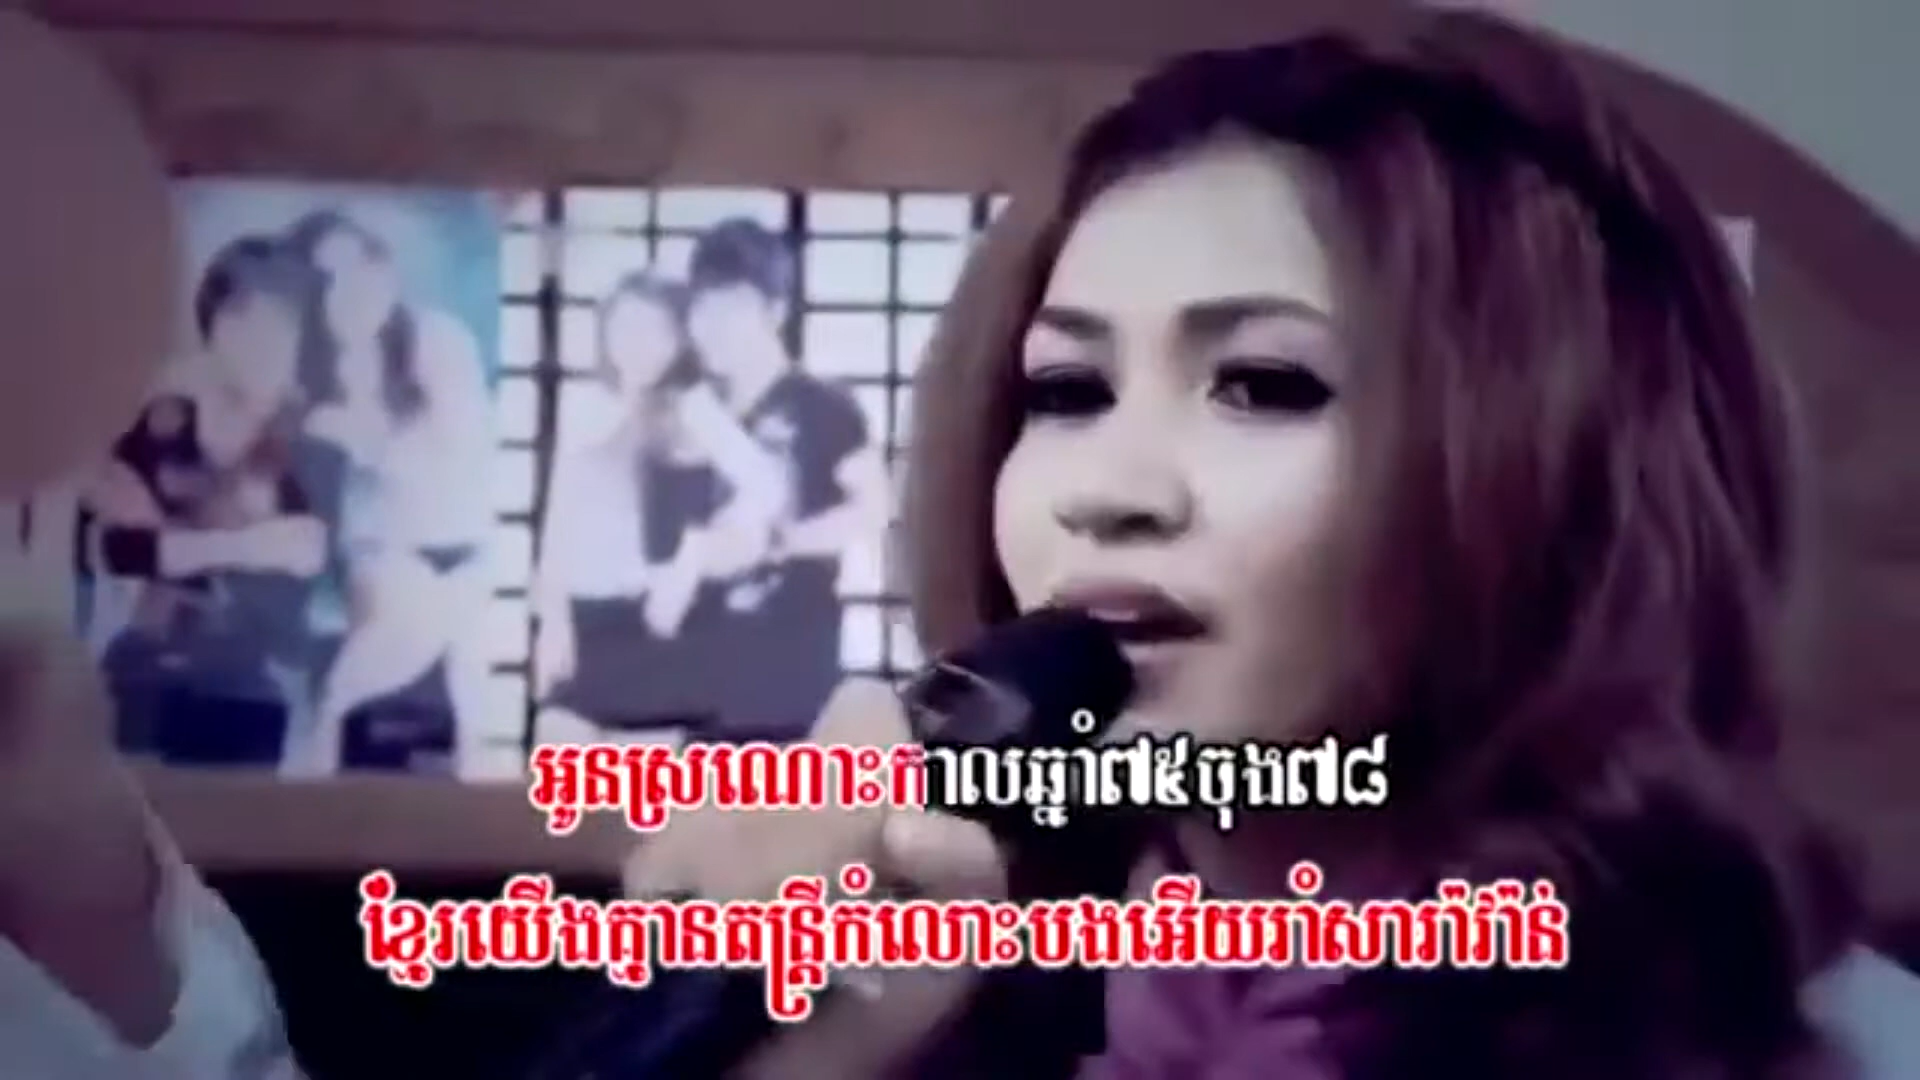 អូនស្រណោះកាលឆ្នាំ៧៥ចុង៧៨
ខ្មែរយើងគ្មានតន្ត្រីកំលោះបងអើយរាំសារ៉ាវ៉ាន់